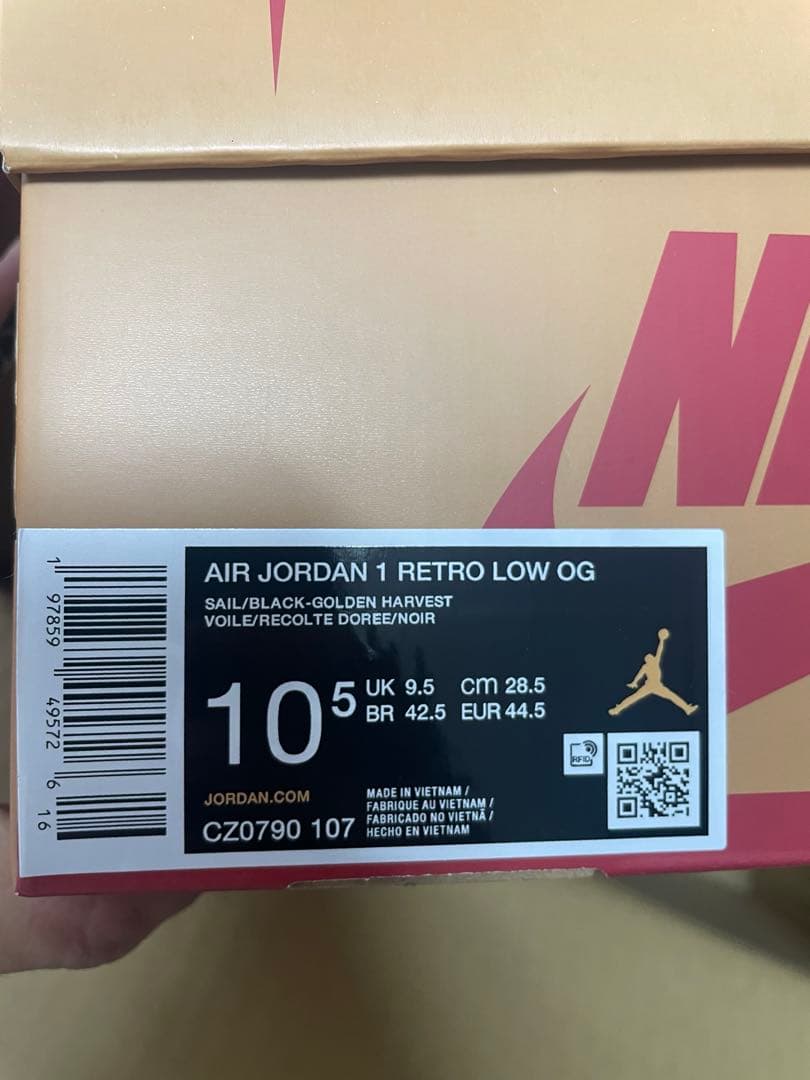 AIR JORDAN 1 RETRO LOW OG
SAIL/BLACK-GOLDEN HARVEST
VOILE/RECOLTE DOREE/NOIR
10 5
UK 9.5 cm 28.5
BR 42.5 EUR 44.5
RFID
JORDAN.COM
CZ0790 107
MADE IN VIETNAM /
FABRIQUE AU VIETNAM /
FABRICADO NO VIETNÃ /
HECHO EN VIETNAM
1 97859 49572 6 16